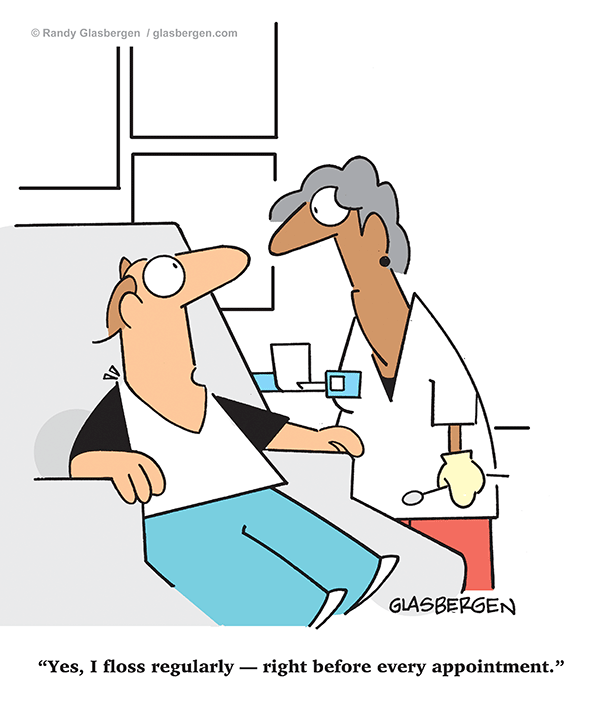 © Randy Glasbergen / glasbergen.com
GLASBERGEN
“Yes, I floss regularly — right before every appointment.”